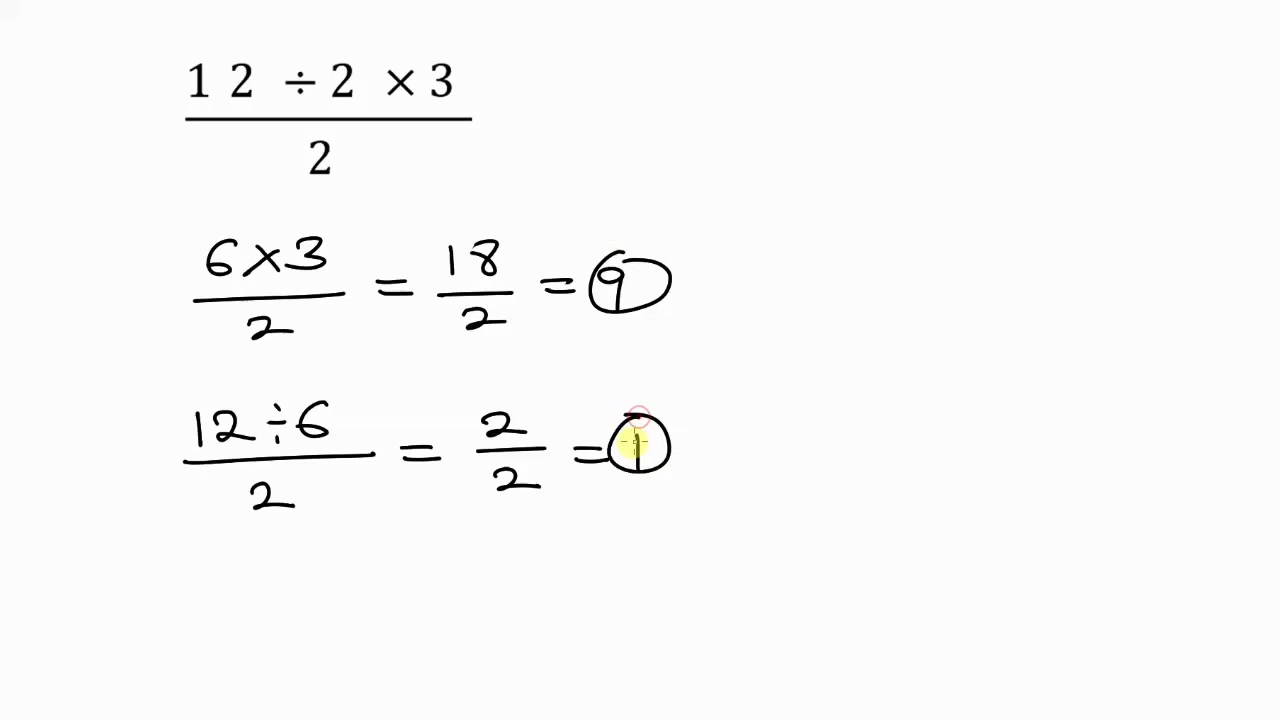 12 ÷ 2 × 3
2
6 × 3 = 18 = 9
2 2
12 ÷ 6 = 2 = 1
2 2